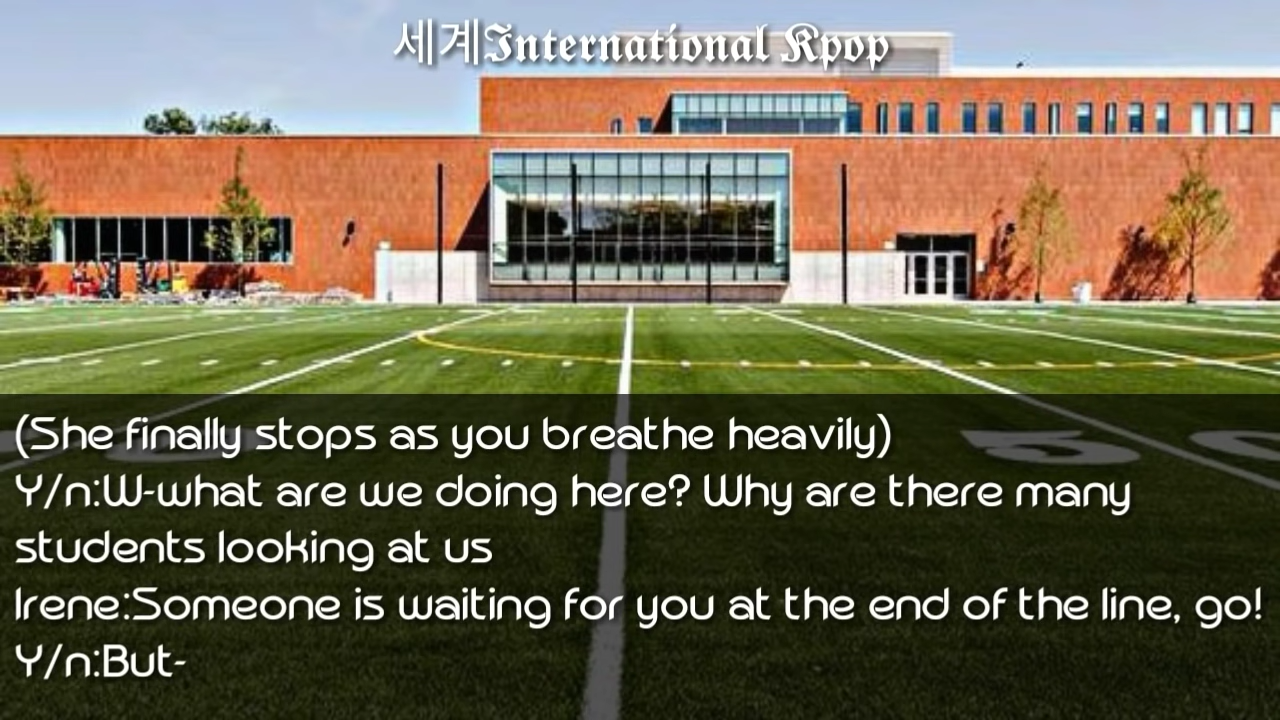 세계International Kpop
(She finally stops as you breathe heavily)
Y/n:W-what are we doing here? Why are there many
students looking at us
Irene:Someone is waiting for you at the end of the line, go!
Y/n:But-
5 0